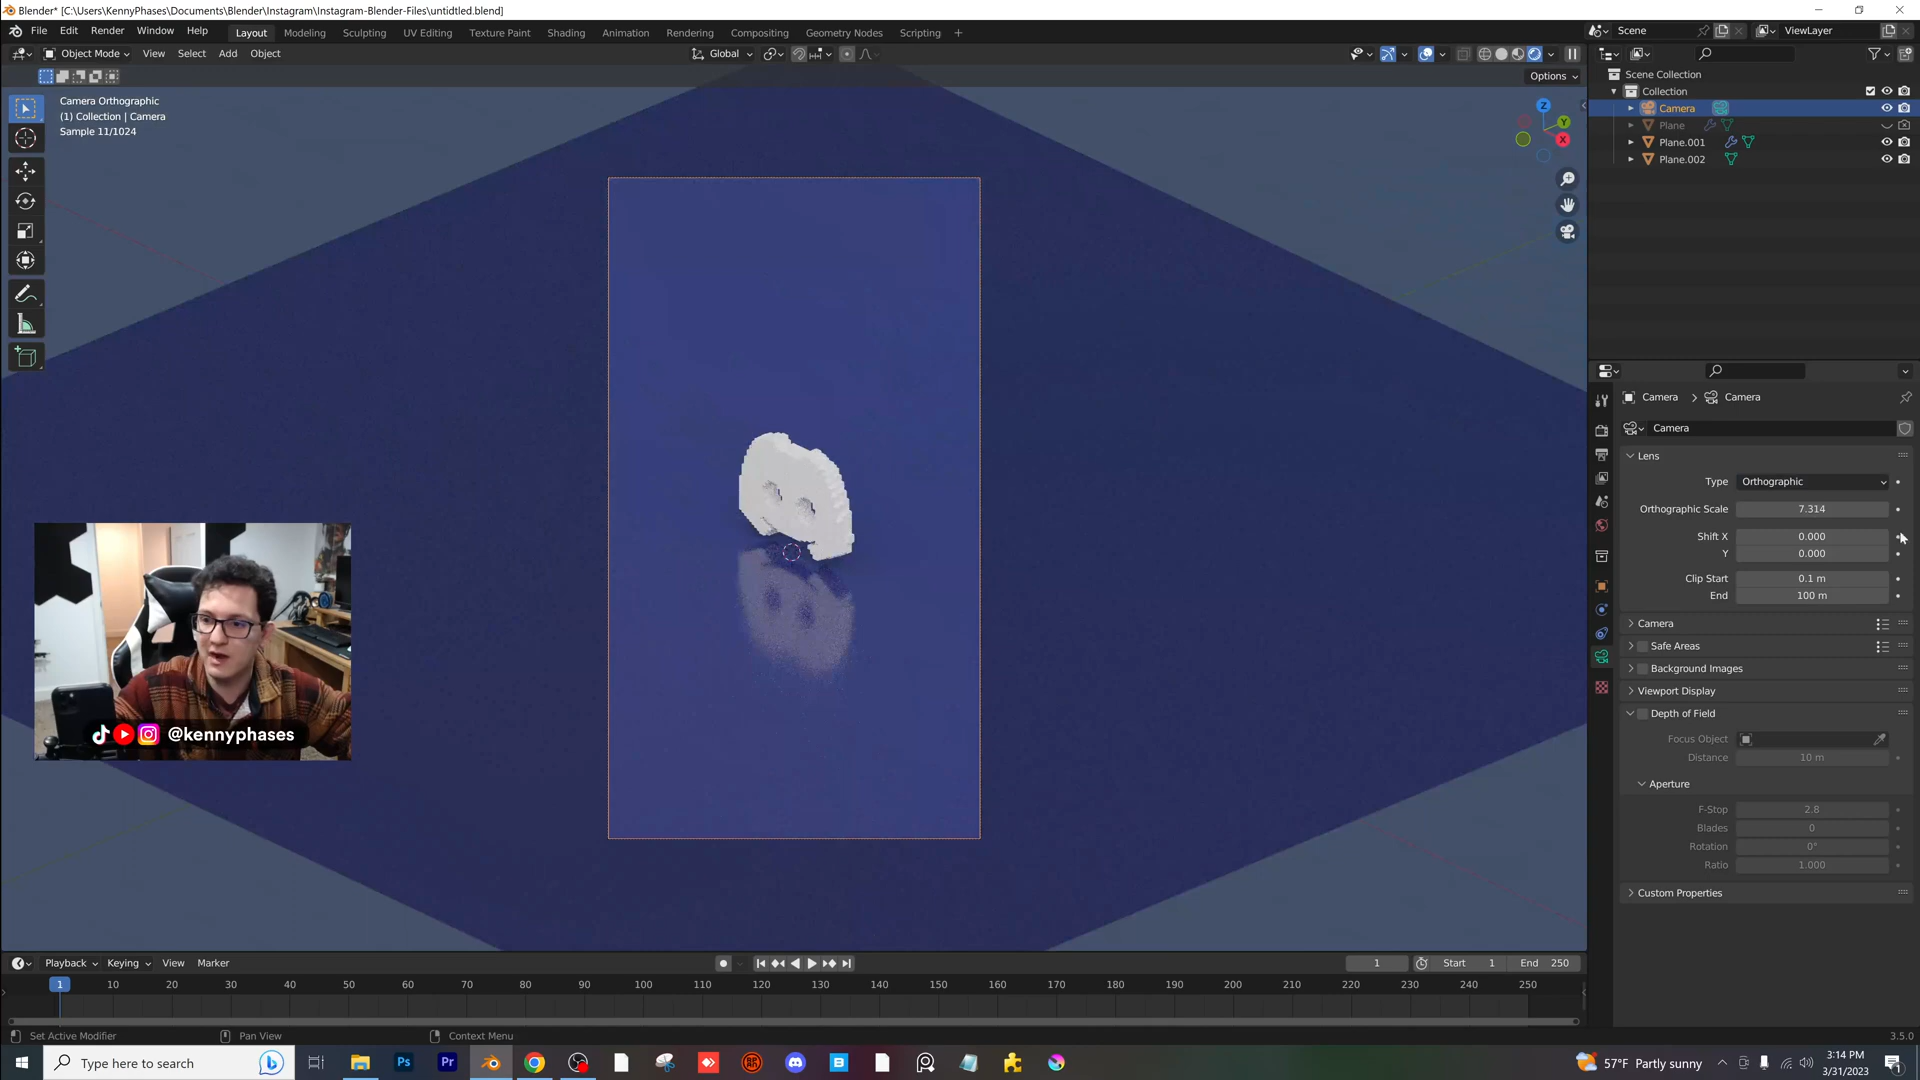 Blender* [C:\Users\KennyPhases\Documents\Blender\Instagram\Instagram-Blender-Files\untidtled.blend]
File Edit Render Window Help Layout Modeling Sculpting UV Editing Texture Paint Shading Animation Rendering Compositing Geometry Nodes Scripting + Scene ViewLayer
Object Mode View Select Add Object Global
Options
Camera Orthographic
(1) Collection | Camera
Sample 11/1024
Z
Y
X
Scene Collection
Collection
Camera
Plane
Plane.001
Plane.002
Camera > Camera
Camera
Lens
Type Orthographic
Orthographic Scale 7.314
Shift X 0.000
Y 0.000
Clip Start 0.1 m
End 100 m
Camera
Safe Areas
Background Images
Viewport Display
Depth of Field
Focus Object
Distance 10 m
Aperture
F-Stop 2.8
Blades 0
Rotation 0°
Ratio 1.000
Custom Properties
@kennyphases
Playback Keying View Marker 1 Start 1 End 250
1 10 20 30 40 50 60 70 80 90 100 110 120 130 140 150 160 170 180 190 200 210 220 230 240 250
Set Active Modifier Pan View Context Menu 3.5.0
Type here to search Ps Pr B 57°F Partly sunny 3:14 PM
3/31/2023 1